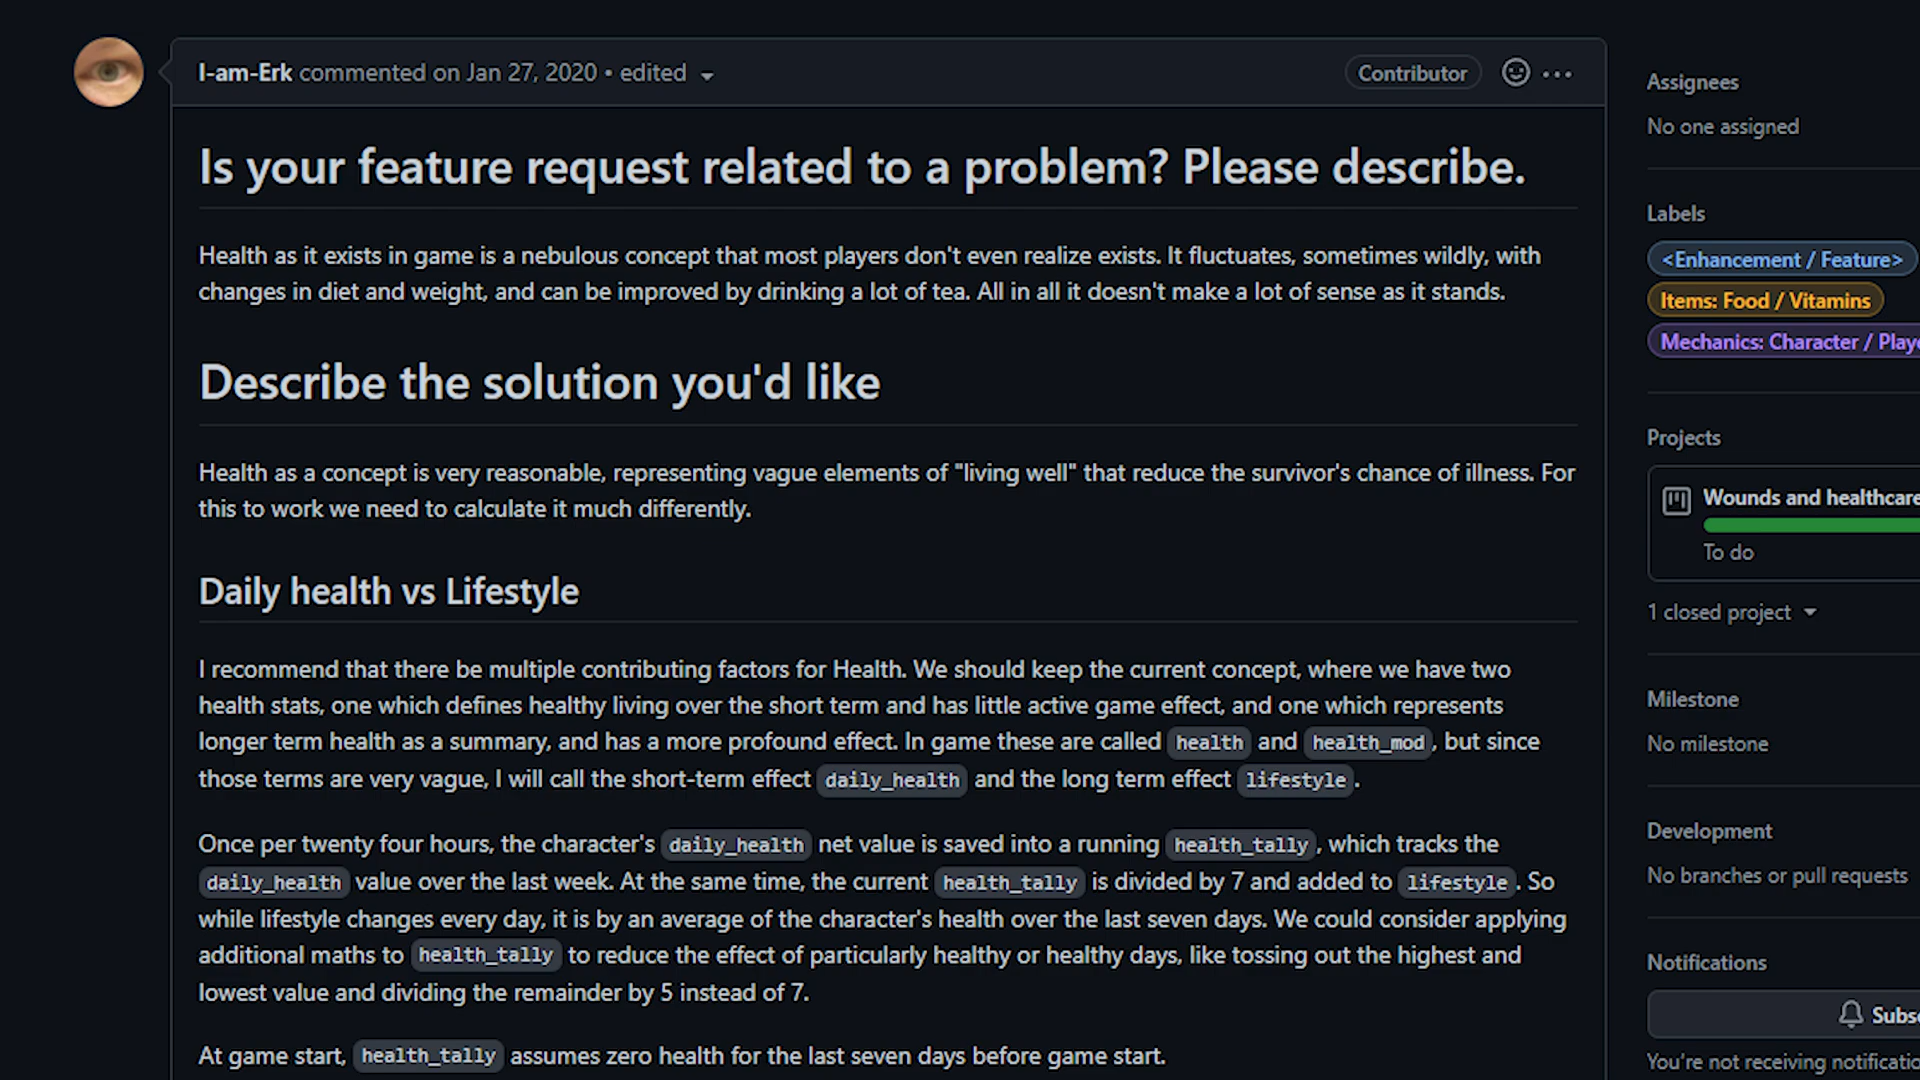 I-am-Erk commented on Jan 27, 2020 • edited
Contributor
Is your feature request related to a problem? Please describe.
Health as it exists in game is a nebulous concept that most players don't even realize exists. It fluctuates, sometimes wildly, with
changes in diet and weight, and can be improved by drinking a lot of tea. All in all it doesn't make a lot of sense as it stands.
Describe the solution you'd like
Health as a concept is very reasonable, representing vague elements of "living well" that reduce the survivor's chance of illness. For
this to work we need to calculate it much differently.
Daily health vs Lifestyle
I recommend that there be multiple contributing factors for Health. We should keep the current concept, where we have two
health stats, one which defines healthy living over the short term and has little active game effect, and one which represents
longer term health as a summary, and has a more profound effect. In game these are called health and health_mod, but since
those terms are very vague, I will call the short-term effect daily_health and the long term effect lifestyle.
Once per twenty four hours, the character's daily_health net value is saved into a running health_tally, which tracks the
daily_health value over the last week. At the same time, the current health_tally is divided by 7 and added to lifestyle. So
while lifestyle changes every day, it is by an average of the character's health over the last seven days. We could consider applying
additional maths to health_tally to reduce the effect of particularly healthy or healthy days, like tossing out the highest and
lowest value and dividing the remainder by 5 instead of 7.
At game start, health_tally assumes zero health for the last seven days before game start.
Assignees
No one assigned
Labels
<Enhancement / Feature>
Items: Food / Vitamins
Mechanics: Character / Play
Projects
Wounds and healthcare
To do
1 closed project
Milestone
No milestone
Development
No branches or pull requests
Notifications
Subs
You're not receiving notificatio